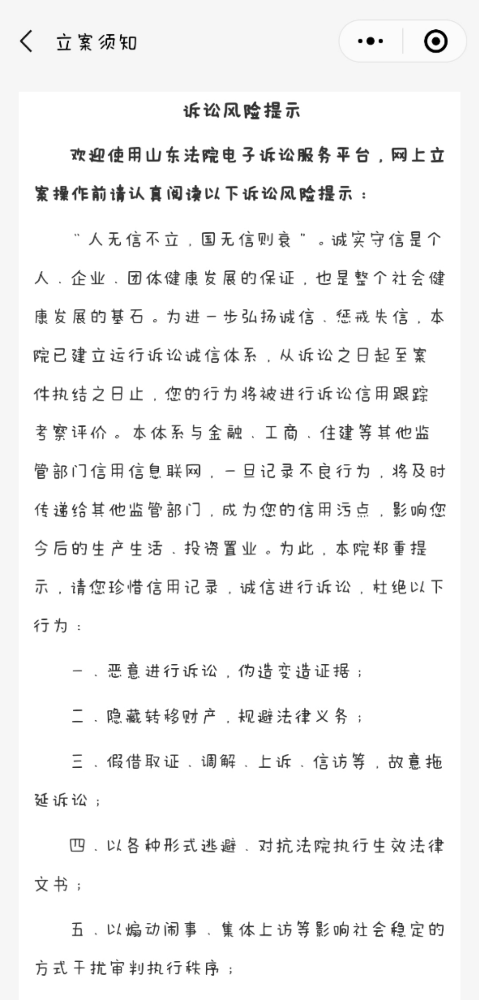 立案须知
诉讼风险提示
欢迎使用山东法院电子诉讼服务平台，网上立
案操作前请认真阅读以下诉讼风险提示：
“人无信不立，国无信则衰”。诚实守信是个
人、企业、团体健康发展的保证，也是整个社会健
康发展的基石。为进一步弘扬诚信、惩戒失信，本
院已建立运行诉讼诚信体系，从诉讼之日起至案
件执结之日止，您的行为将被进行诉讼信用跟踪
考察评价。本体系与金融、工商、住建等其他监
管部门信用信息联网，一旦记录不良行为，将及时
传递给其他监管部门，成为您的信用污点，影响您
今后的生产生活、投资置业。为此，本院郑重提
示，请您珍惜信用记录，诚信进行诉讼，杜绝以下
行为：
一、恶意进行诉讼，伪造变造证据；
二、隐藏转移财产，规避法律义务；
三、假借取证、调解、上诉、信访等，故意拖
延诉讼；
四、以各种形式逃避、对抗法院执行生效法律
文书；
五、以煽动闹事、集体上访等影响社会稳定的
方式干扰审判执行秩序；